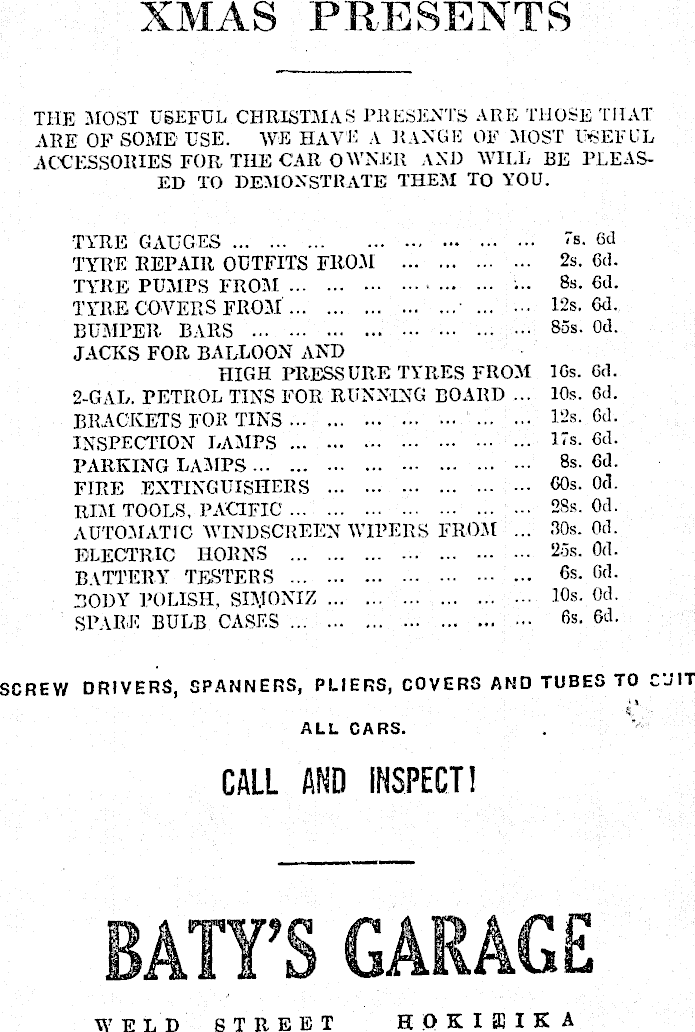 XMAS PRESENTS
THE MOST USEFUL CHRISTMAS PRESENTS ARE THOSE THAT
ARE OF SOME USE. WE HAVE A RANGE OF MOST USEFUL
ACCESSORIES FOR THE CAR OWNER AND WILL BE PLEAS-
ED TO DEMONSTRATE THEM TO YOU.
TYRE GAUGES ... ... ... ... ... ... ... ... 7s. 6d
TYRE REPAIR OUTFITS FROM ... ... ... ... 2s. 6d.
TYRE PUMPS FROM ... ... ... ... ... ... ... 8s. 6d.
TYRE COVERS FROM ... ... ... ... ... ... ... 12s. 6d.
BUMPER BARS ... ... ... ... ... ... ... ... 85s. 0d.
JACKS FOR BALLOON AND
HIGH PRESSURE TYRES FROM 16s. 6d.
2-GAL. PETROL TINS FOR RUNNING BOARD ... 10s. 6d.
BRACKETS FOR TINS ... ... ... ... ... ... ... 12s. 6d.
INSPECTION LAMPS ... ... ... ... ... ... ... 17s. 6d.
PARKING LAMPS ... ... ... ... ... ... ... ... 8s. 6d.
FIRE EXTINGUISHERS ... ... ... ... ... ... 60s. 0d.
RIM TOOLS, PACIFIC ... ... ... ... ... ... ... 28s. 0d.
AUTOMATIC WINDSCREEN WIPERS FROM ... 30s. 0d.
ELECTRIC HORNS ... ... ... ... ... ... ... 25s. 0d.
BATTERY TESTERS ... ... ... ... ... ... ... 6s. 6d.
BODY POLISH, SIMONIZ ... ... ... ... ... ... 10s. 0d.
SPARE BULB CASES ... ... ... ... ... ... ... 6s. 6d.
SCREW DRIVERS, SPANNERS, PLIERS, COVERS AND TUBES TO SUIT
ALL CARS.
CALL AND INSPECT!
BATY'S GARAGE
WELD STREET HOKITIKA